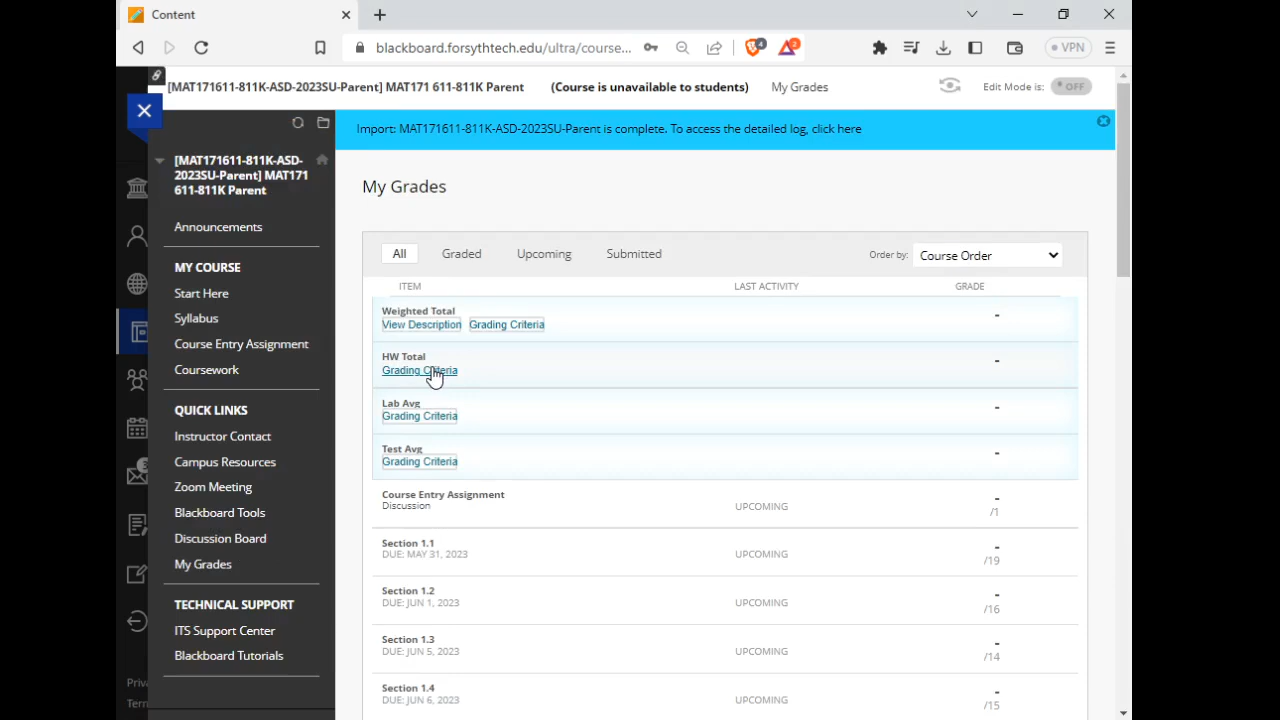 Content
blackboard.forsythtech.edu/ultra/course...
4
2
VPN
[MAT171611-811K-ASD-2023SU-Parent] MAT171 611-811K Parent (Course is unavailable to students) My Grades
Edit Mode is: OFF
Import: MAT171611-811K-ASD-2023SU-Parent is complete. To access the detailed log, click here
[MAT171611-811K-ASD-
2023SU-Parent] MAT171
611-811K Parent
Announcements
MY COURSE
Start Here
Syllabus
Course Entry Assignment
Coursework
QUICK LINKS
Instructor Contact
Campus Resources
Zoom Meeting
Blackboard Tools
Discussion Board
My Grades
TECHNICAL SUPPORT
ITS Support Center
Blackboard Tutorials
3
Priv
Tern
My Grades
All Graded Upcoming Submitted
Order by: Course Order
ITEM LAST ACTIVITY GRADE
Weighted Total -
View Description Grading Criteria
HW Total -
Grading Criteria
Lab Avg -
Grading Criteria
Test Avg -
Grading Criteria
Course Entry Assignment -
Discussion UPCOMING /1
Section 1.1 -
DUE: MAY 31, 2023 UPCOMING /19
Section 1.2 -
DUE: JUN 1, 2023 UPCOMING /16
Section 1.3 -
DUE: JUN 5, 2023 UPCOMING /14
Section 1.4 -
DUE: JUN 6, 2023 UPCOMING /15